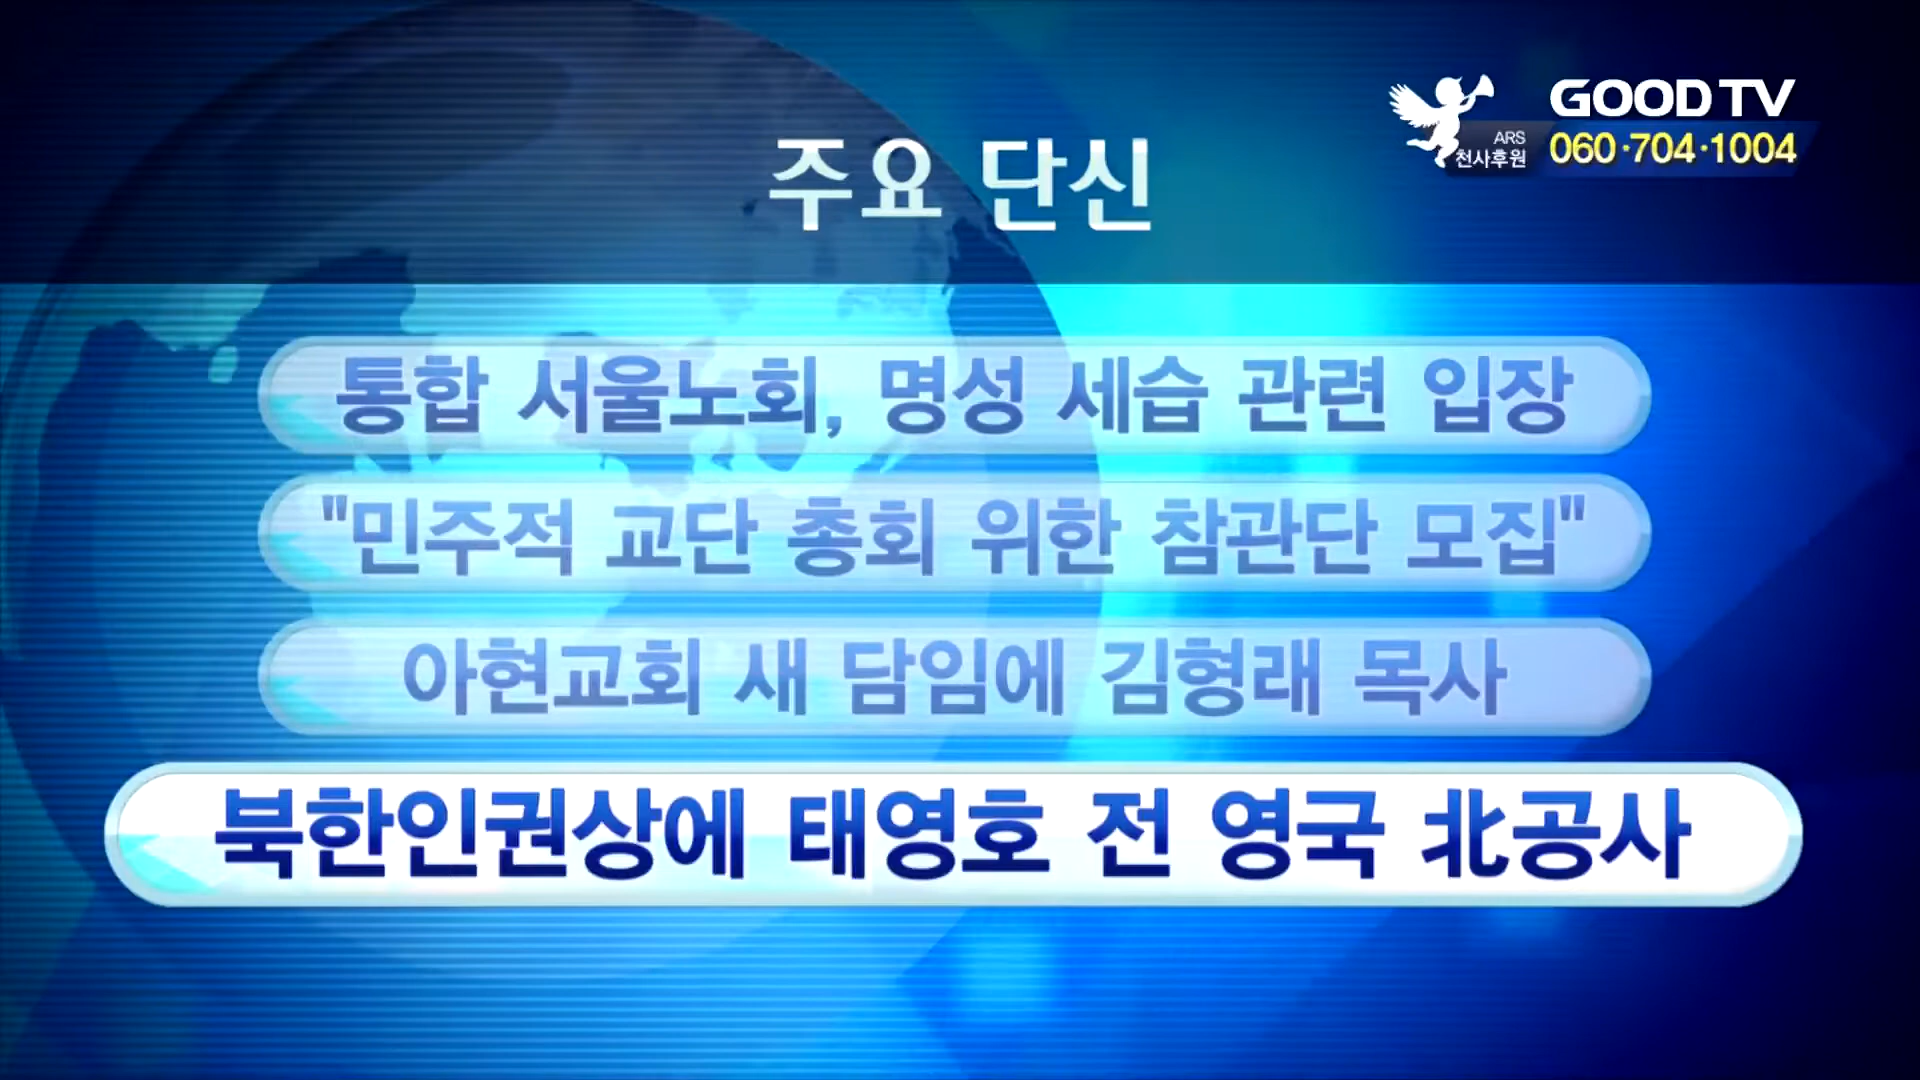 GOOD TV
ARS
천사후원 060·704·1004
주요 단신
통합 서울노회, 명성 세습 관련 입장
"민주적 교단 총회 위한 참관단 모집"
아현교회 새 담임에 김형래 목사
북한인권상에 태영호 전 영국 北공사